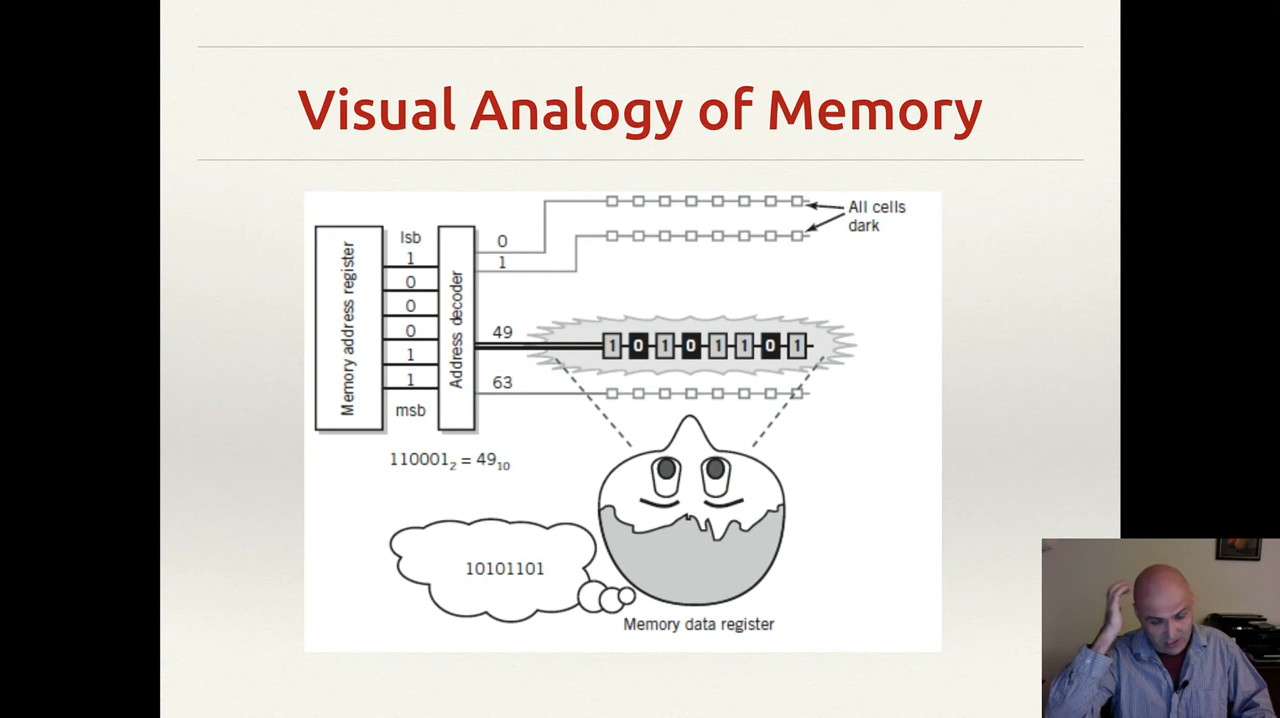 Visual Analogy of Memory
All cells
dark
Memory address register
lsb
1
0
0
0
1
1
msb
Address decoder
0
1
49
63
1 0 1 0 1 1 0 1
110001₂ = 49₁₀
10101101
Memory data register